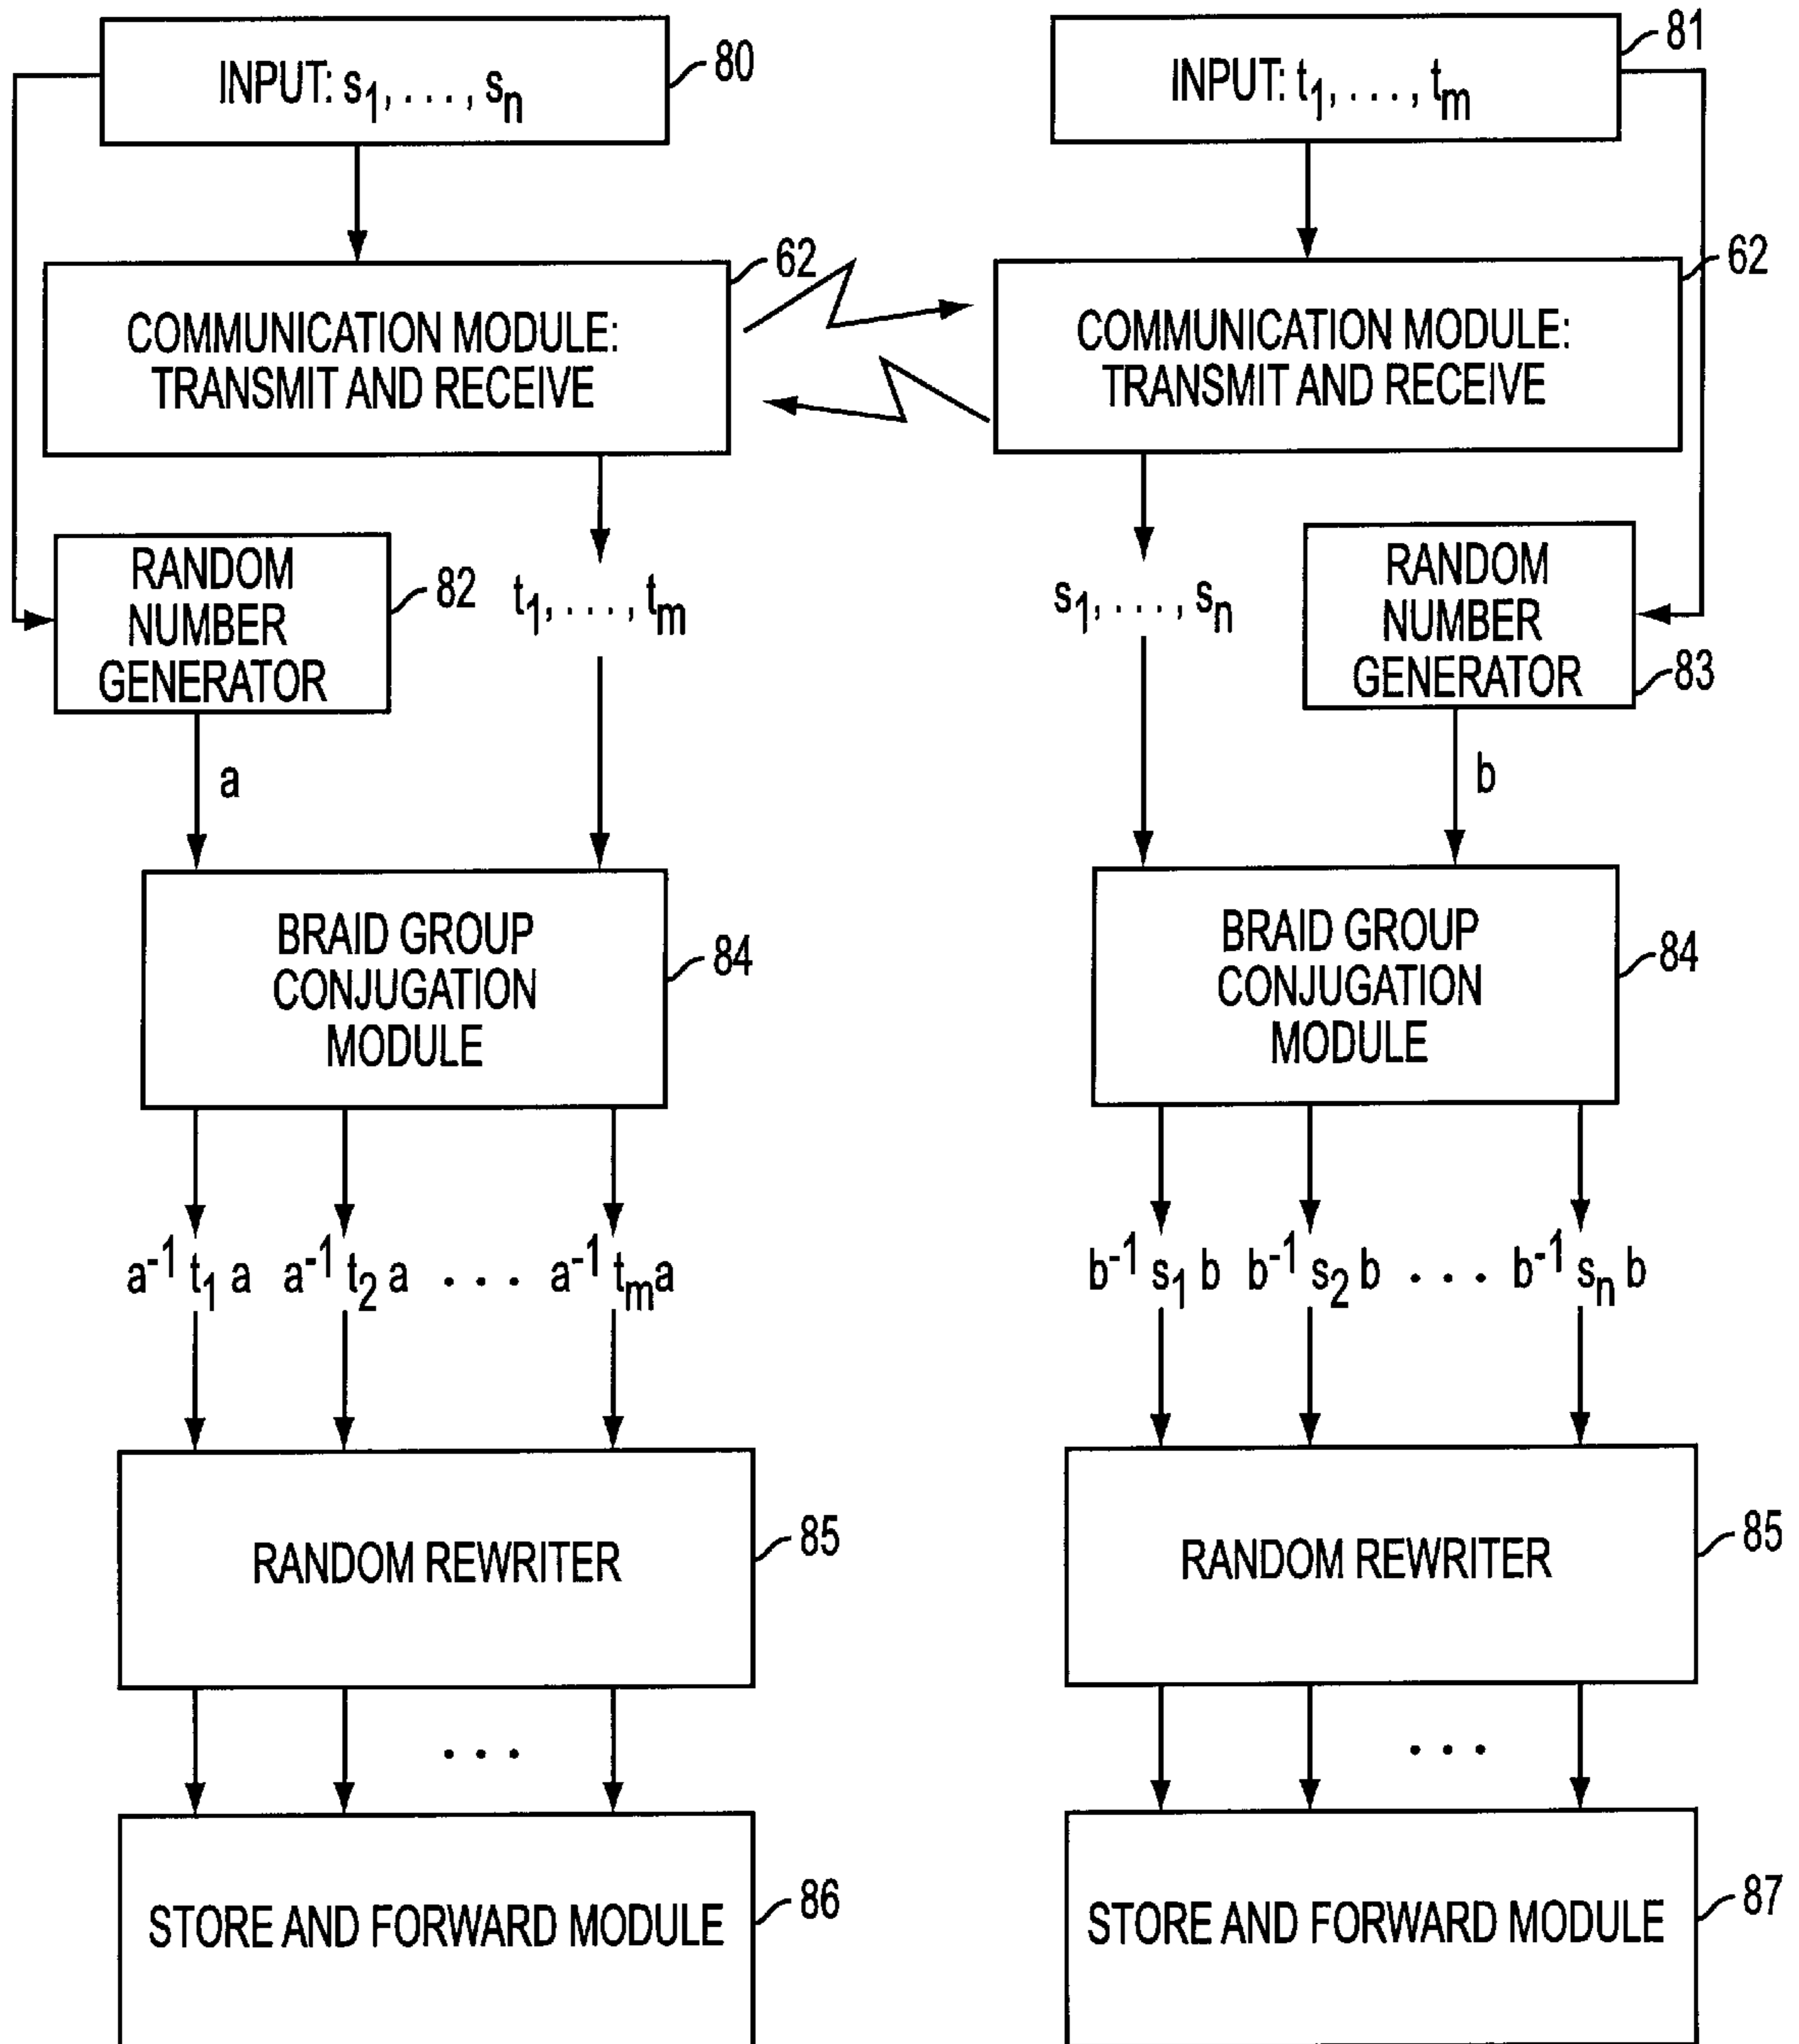 INPUT: s₁, . . . , sₙ
80
COMMUNICATION MODULE:
TRANSMIT AND RECEIVE
62
RANDOM
NUMBER
GENERATOR
82
t₁, . . . , tₘ
a
BRAID GROUP
CONJUGATION
MODULE
84
a⁻¹ t₁ a a⁻¹ t₂ a . . . a⁻¹ tₘ a
RANDOM REWRITER
85
. . .
STORE AND FORWARD MODULE
86
INPUT: t₁, . . . , tₘ
81
COMMUNICATION MODULE:
TRANSMIT AND RECEIVE
62
s₁, . . . , sₙ
RANDOM
NUMBER
GENERATOR
83
b
BRAID GROUP
CONJUGATION
MODULE
84
b⁻¹ s₁ b b⁻¹ s₂ b . . . b⁻¹ sₙ b
RANDOM REWRITER
85
. . .
STORE AND FORWARD MODULE
87